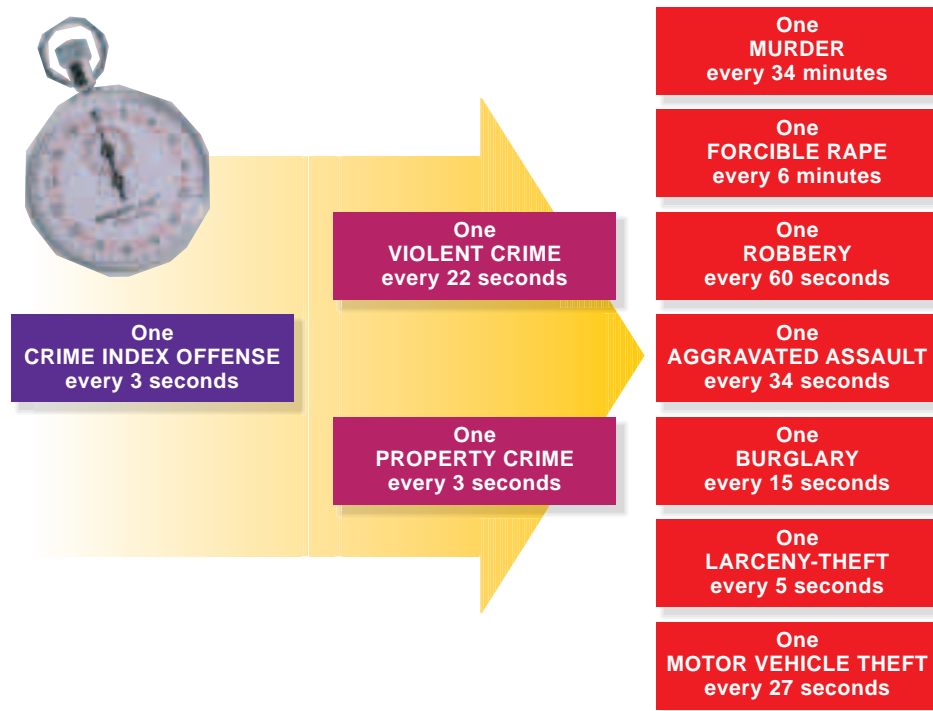 One
CRIME INDEX OFFENSE
every 3 seconds
One
VIOLENT CRIME
every 22 seconds
One
PROPERTY CRIME
every 3 seconds
One
MURDER
every 34 minutes
One
FORCIBLE RAPE
every 6 minutes
One
ROBBERY
every 60 seconds
One
AGGRAVATED ASSAULT
every 34 seconds
One
BURGLARY
every 15 seconds
One
LARCENY-THEFT
every 5 seconds
One
MOTOR VEHICLE THEFT
every 27 seconds